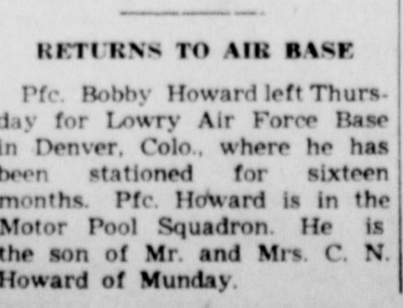 RETURNS TO AIR BASE
Pfc. Bobby Howard left Thurs-
day for Lowry Air Force Base
in Denver, Colo., where he has
been stationed for sixteen
months. Pfc. Howard is in the
Motor Pool Squadron. He is
the son of Mr. and Mrs. C. N.
Howard of Munday.